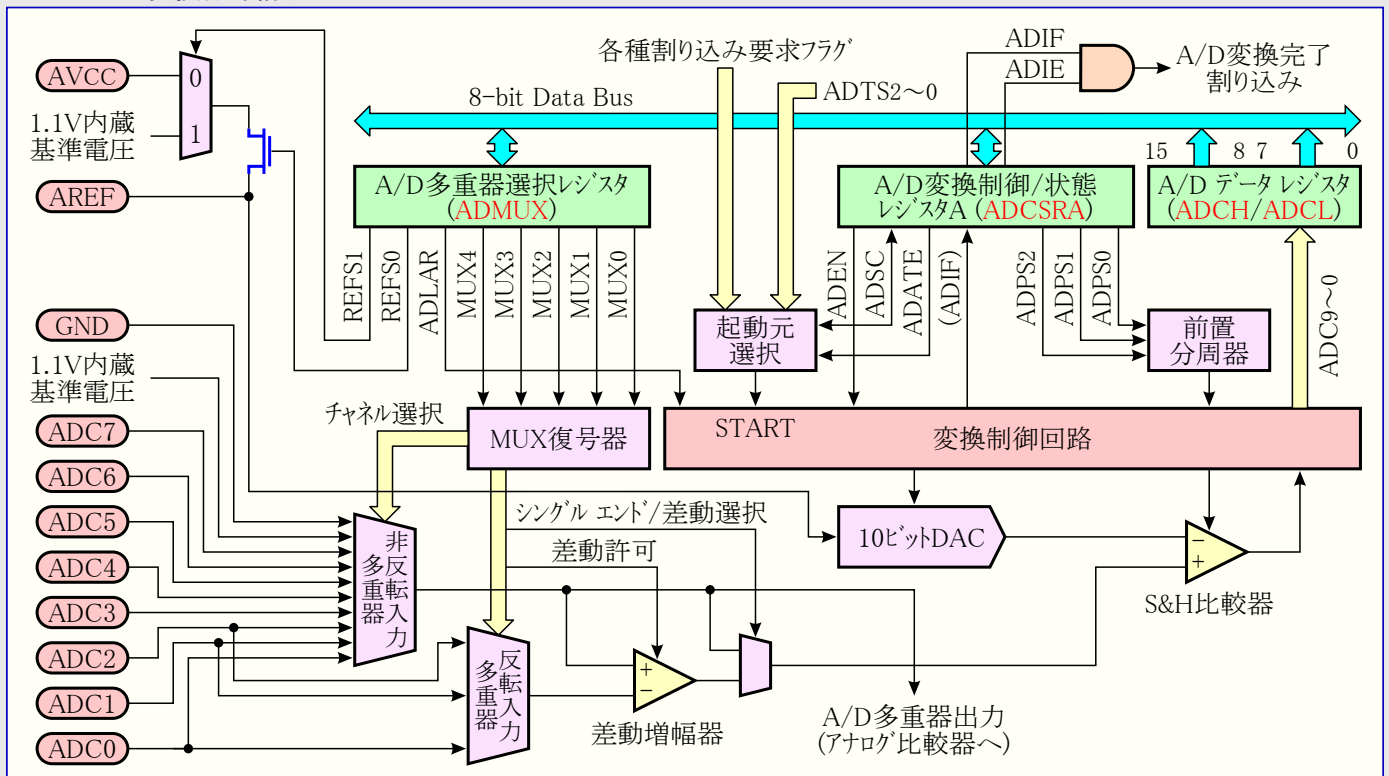 各種割り込み要求フラグ
ADIF
ADIE
A/D変換完了
割り込み
AVCC
0
1
1.1V内蔵
基準電圧
AREF
8-bit Data Bus
ADTS2～0
15
8
7
0
A/D多重器選択レジスタ
(ADMUX)
A/D変換制御/状態
レジスタA (ADCSRA)
A/D データ レジスタ
(ADCH/ADCL)
REFS1
REFS0
ADLAR
MUX4
MUX3
MUX2
MUX1
MUX0
ADEN
ADSC
ADATE
(ADIF)
ADPS2
ADPS1
ADPS0
ADC9～0
起動元
選択
前置
分周器
GND
1.1V内蔵
基準電圧
チャネル選択
MUX復号器
START
変換制御回路
ADC7
ADC6
ADC5
ADC4
ADC3
ADC2
ADC1
ADC0
非反転入力
多重器
シングル エンド/差動選択
差動許可
10ビットDAC
−
+
S&H比較器
反転入力
多重器
+
−
差動増幅器
A/D多重器出力
(アナログ比較器へ)